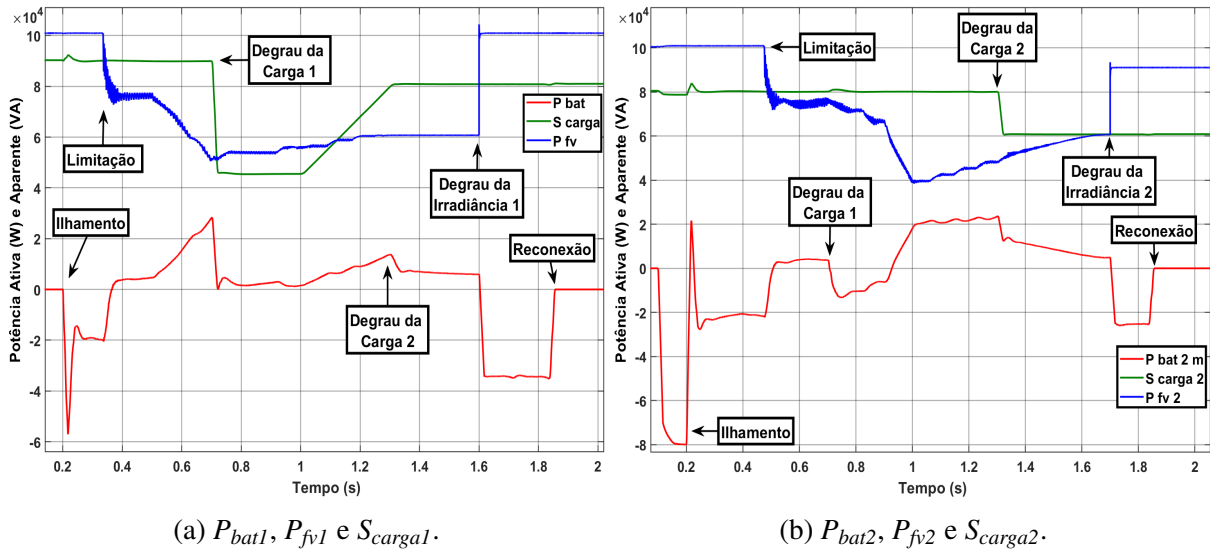 ×10⁴
Potência Ativa (W) e Aparente (VA)
10
8
6
4
2
0
-2
-4
-6
0.2
0.4
0.6
0.8
1
1.2
1.4
1.6
1.8
2
Tempo (s)
Degrau da
Carga 1
Limitação
Ilhamento
P bat
S carga
P fv
Degrau da
Irradiância 1
Reconexão
Degrau da
Carga 2
(a) Pbat1, Pfv1 e Scarga1.
×10⁴
Potência Ativa (W) e Aparente (VA)
10
8
6
4
2
0
-2
-4
-6
-8
0.2
0.4
0.6
0.8
1
1.2
1.4
1.6
1.8
2
Tempo (s)
Limitação
Degrau da
Carga 2
Degrau da
Carga 1
Degrau da
Irradiância 2
Reconexão
Ilhamento
P bat 2 m
S carga 2
P fv 2
(b) Pbat2, Pfv2 e Scarga2.